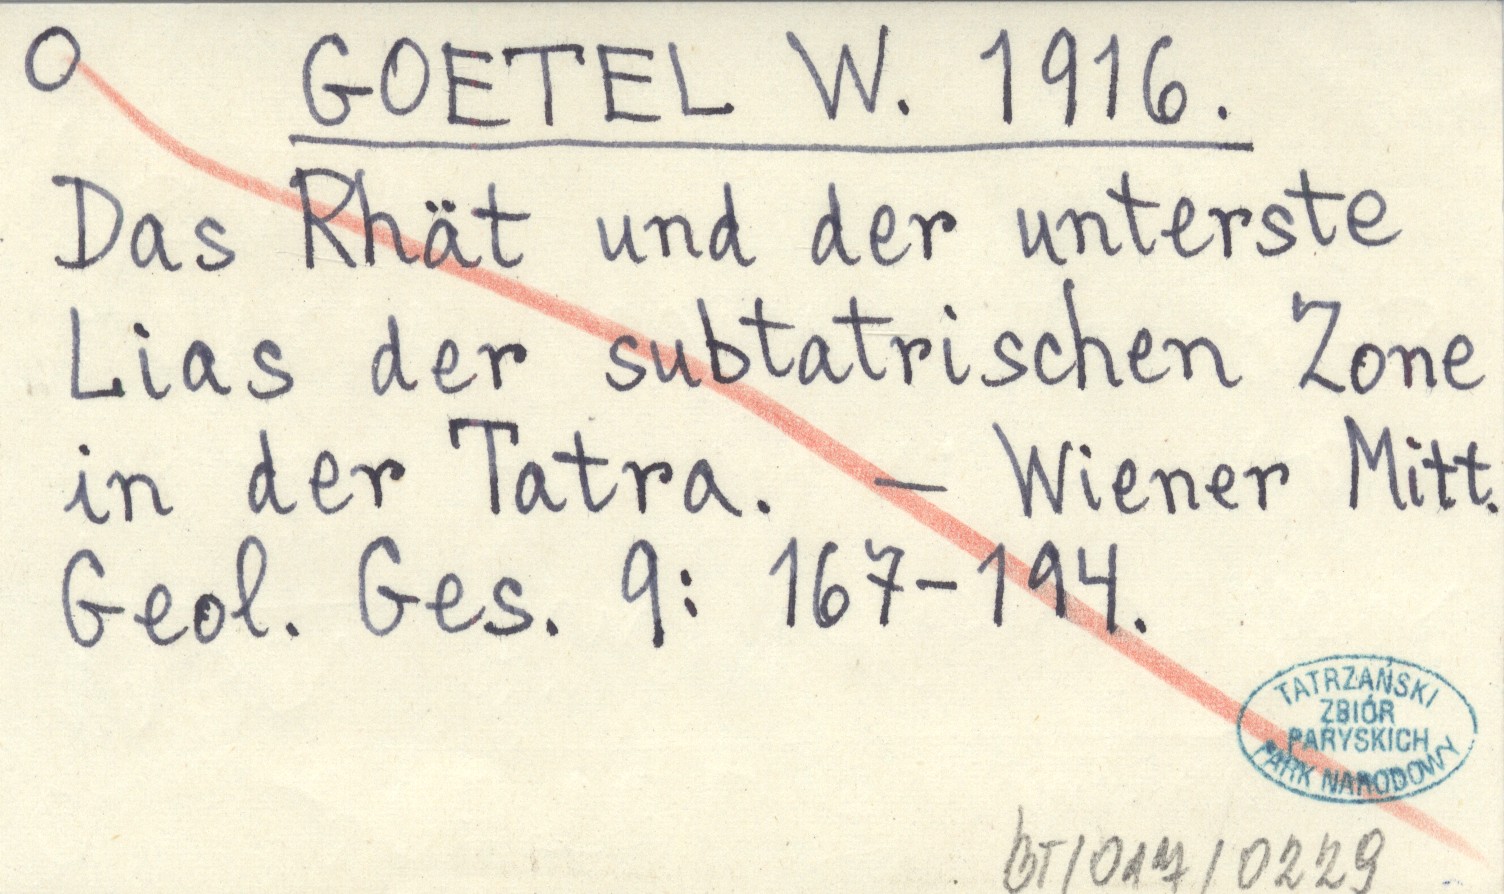 O GOETEL W. 1916.
Das Rhät und der unterste
Lias der subtatrischen Zone
in der Tatra. — Wiener Mitt.
Geol. Ges. 9: 167-194.
TATRZAŃSKI
ZBIÓR
PARYSKICH
PARK NARODOWY
BT/017/0229